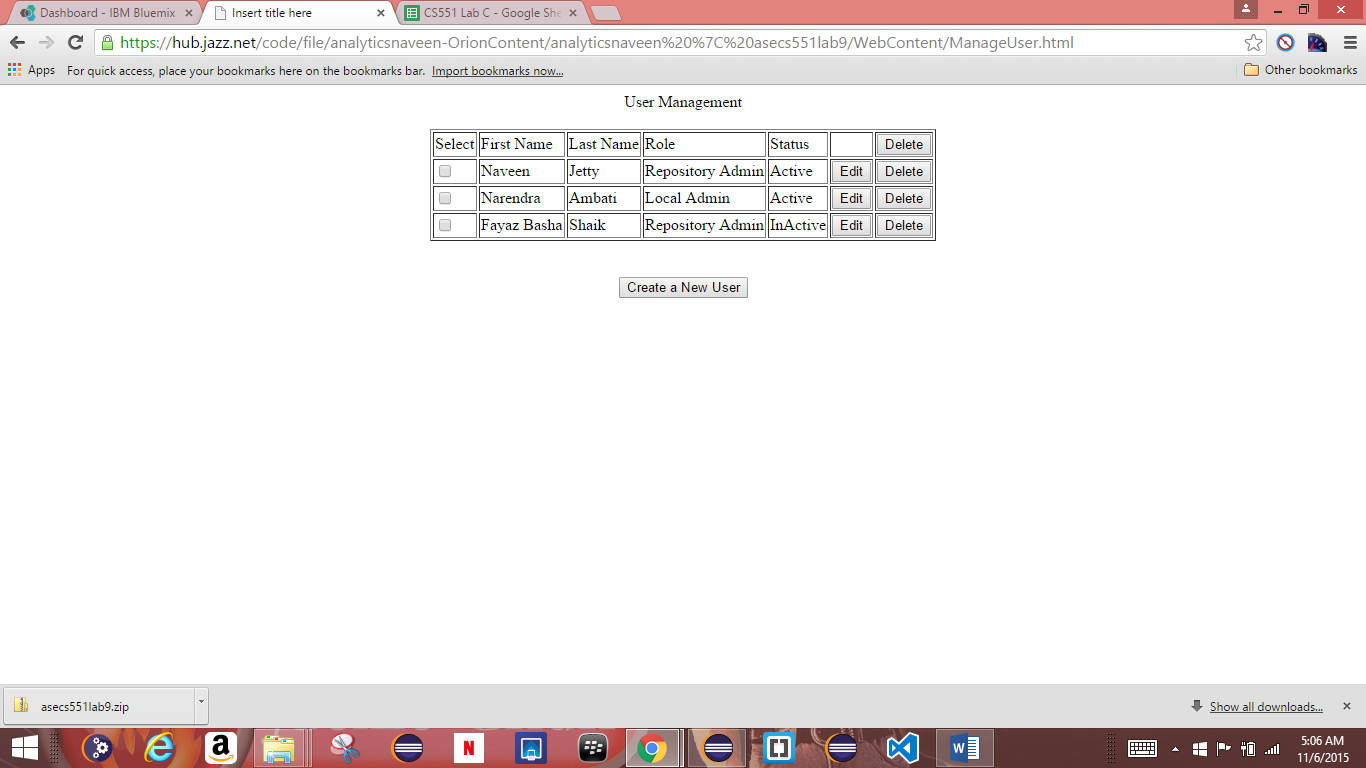 Dashboard - IBM Bluemix
Insert title here
CS551 Lab C - Google She
https://hub.jazz.net/code/file/analyticsnaveen-OrionContent/analyticsnaveen%20%7C%20asecs551lab9/WebContent/ManageUser.html
Apps For quick access, place your bookmarks here on the bookmarks bar. Import bookmarks now... Other bookmarks
User Management
Select First Name Last Name Role Status Delete
Naveen Jetty Repository Admin Active Edit Delete
Narendra Ambati Local Admin Active Edit Delete
Fayaz Basha Shaik Repository Admin InActive Edit Delete
Create a New User
asecs551lab9.zip Show all downloads...
5:06 AM
11/6/2015